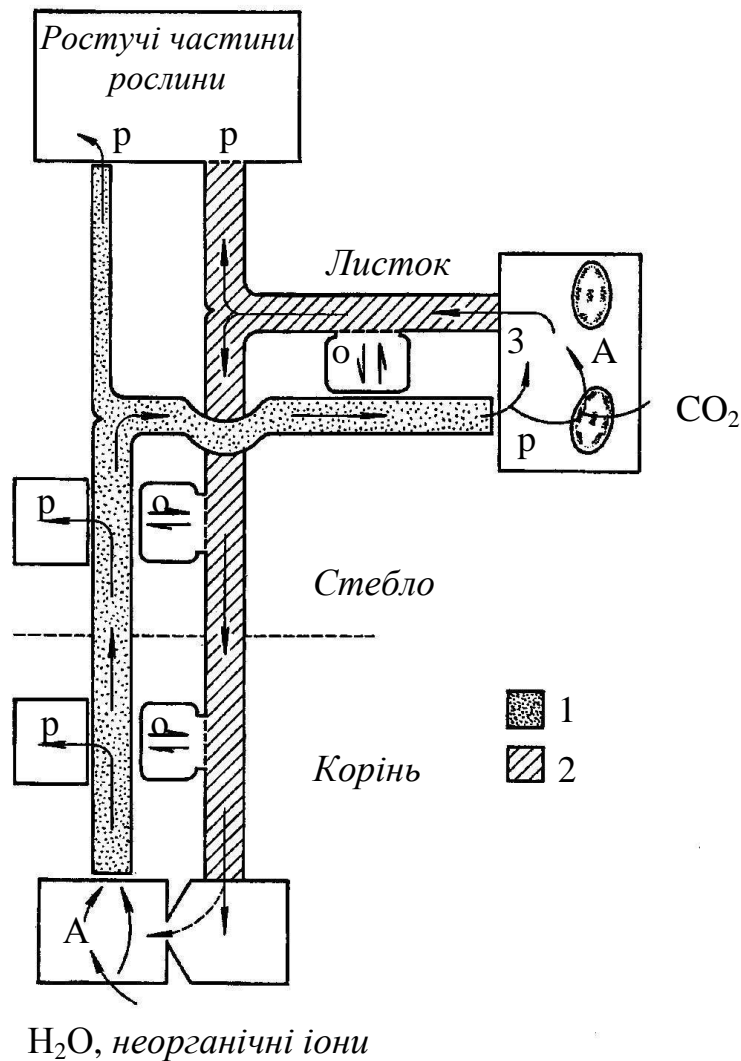 Ростучі частини
рослини
р р
Листок
о
З
А
CO₂
р
р
о
Стебло
р
о
1
2
Корінь
А
H₂O, неорганічні іони